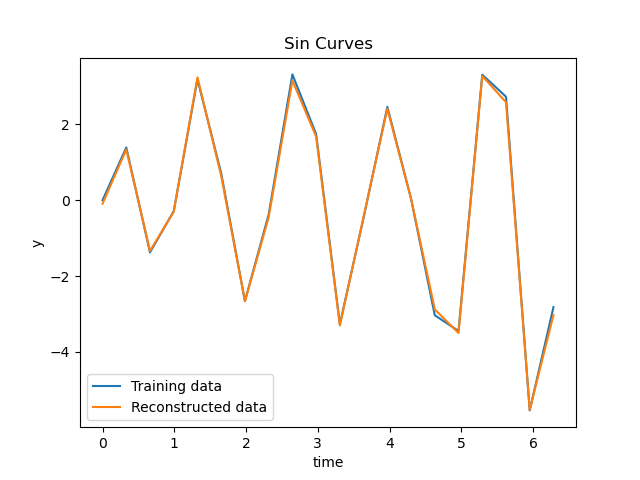 Sin Curves
y
2
0
−2
−4
Training data
Reconstructed data
0 1 2 3 4 5 6
time